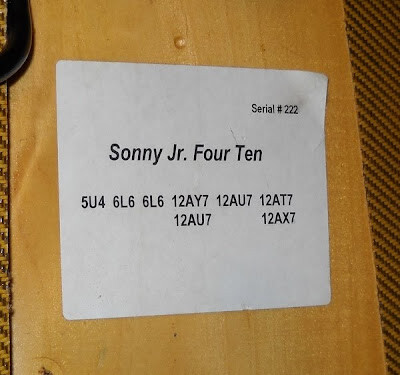 Serial # 222
Sonny Jr. Four Ten
5U4 6L6 6L6 12AY7 12AU7 12AT7
12AU7 12AX7